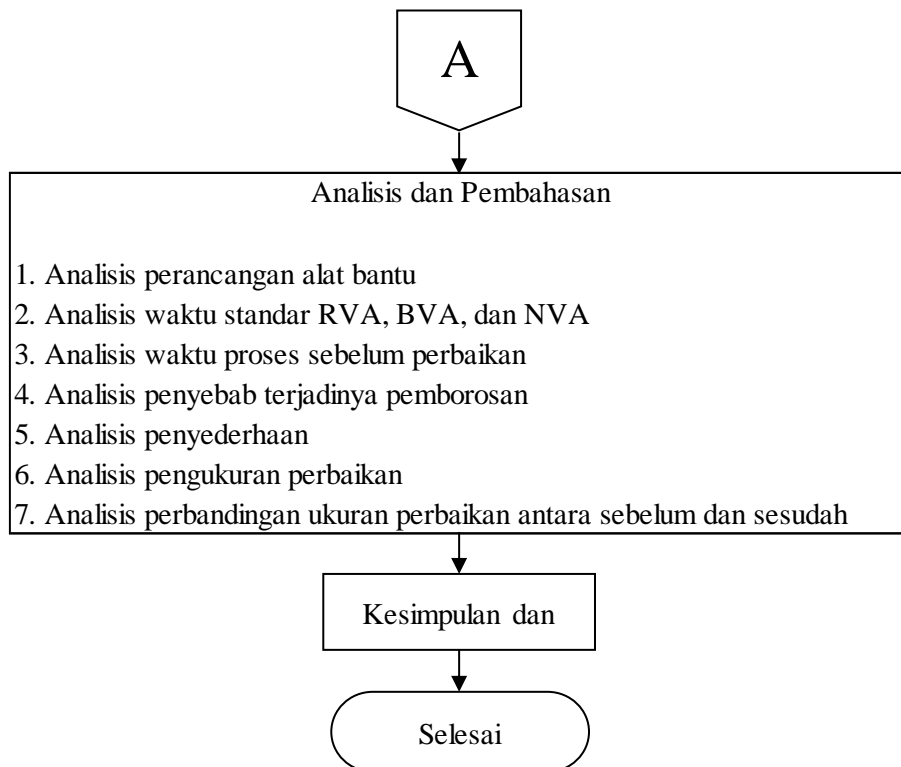 A
Analisis dan Pembahasan
1. Analisis perancangan alat bantu
2. Analisis waktu standar RVA, BVA, dan NVA
3. Analisis waktu proses sebelum perbaikan
4. Analisis penyebab terjadinya pemborosan
5. Analisis penyederhaan
6. Analisis pengukuran perbaikan
7. Analisis perbandingan ukuran perbaikan antara sebelum dan sesudah
Kesimpulan dan
Selesai